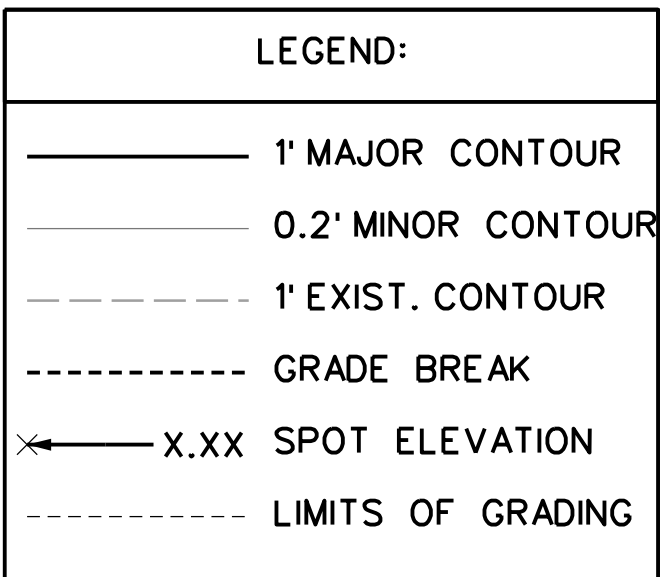 LEGEND:
1' MAJOR CONTOUR
0.2' MINOR CONTOUR
1' EXIST. CONTOUR
GRADE BREAK
X.XX SPOT ELEVATION
LIMITS OF GRADING